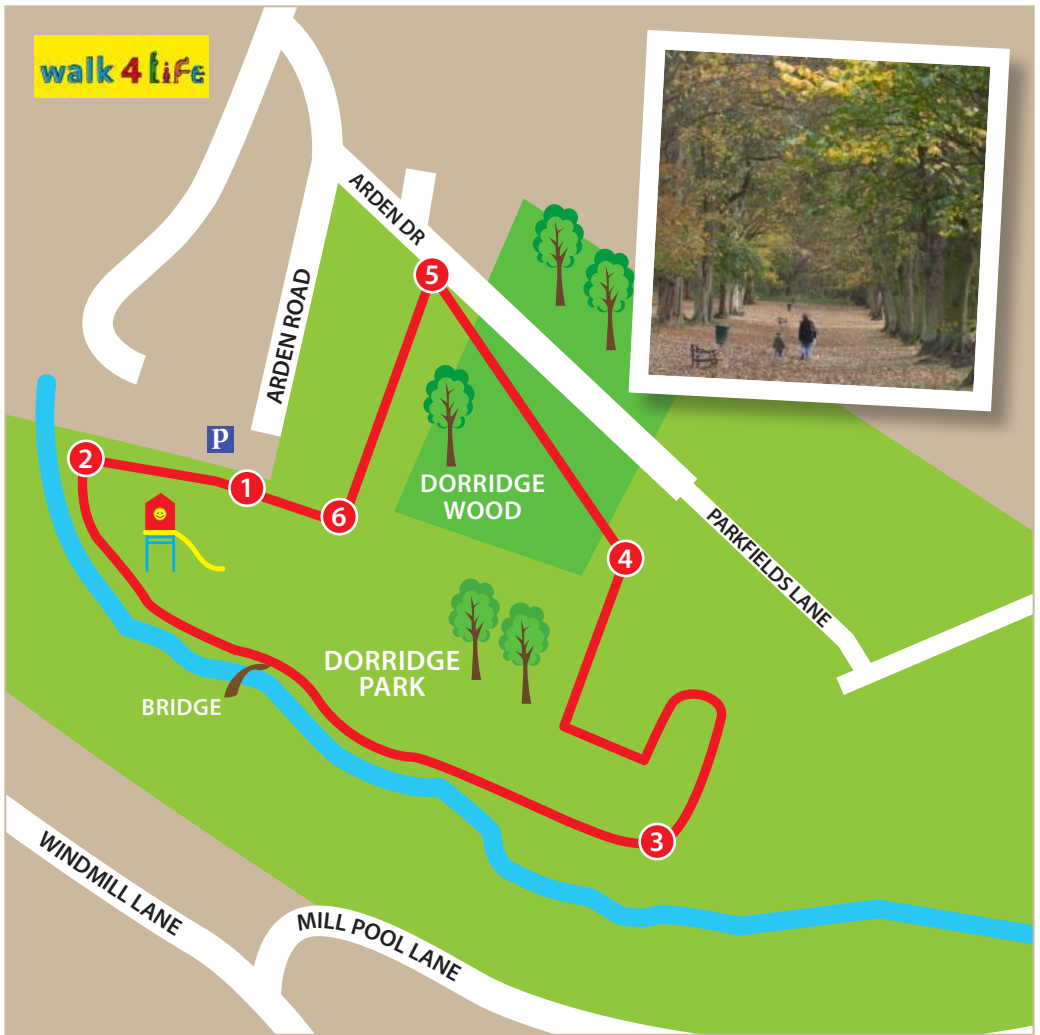 walk 4 Life
ARDEN DR
ARDEN ROAD
5
P
2
1
6
DORRIDGE
WOOD
4
PARKFIELDS LANE
DORRIDGE
PARK
BRIDGE
3
WINDMILL LANE
MILL POOL LANE